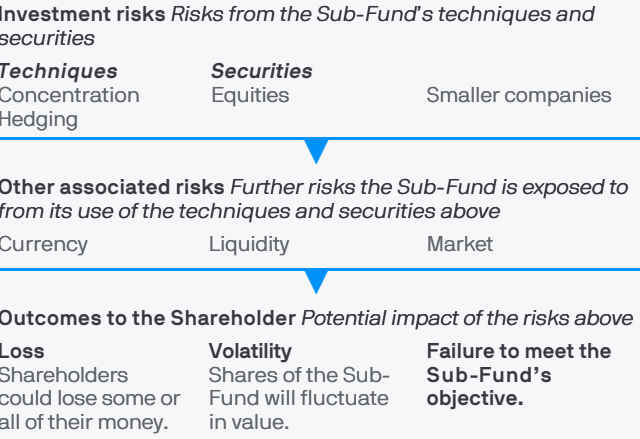 Investment risks Risks from the Sub-Fund's techniques and
securities
Techniques Securities
Concentration Equities Smaller companies
Hedging
Other associated risks Further risks the Sub-Fund is exposed to
from its use of the techniques and securities above
Currency Liquidity Market
Outcomes to the Shareholder Potential impact of the risks above
Loss Volatility Failure to meet the
Shareholders Shares of the Sub- Sub-Fund's
could lose some or Fund will fluctuate objective.
all of their money. in value.